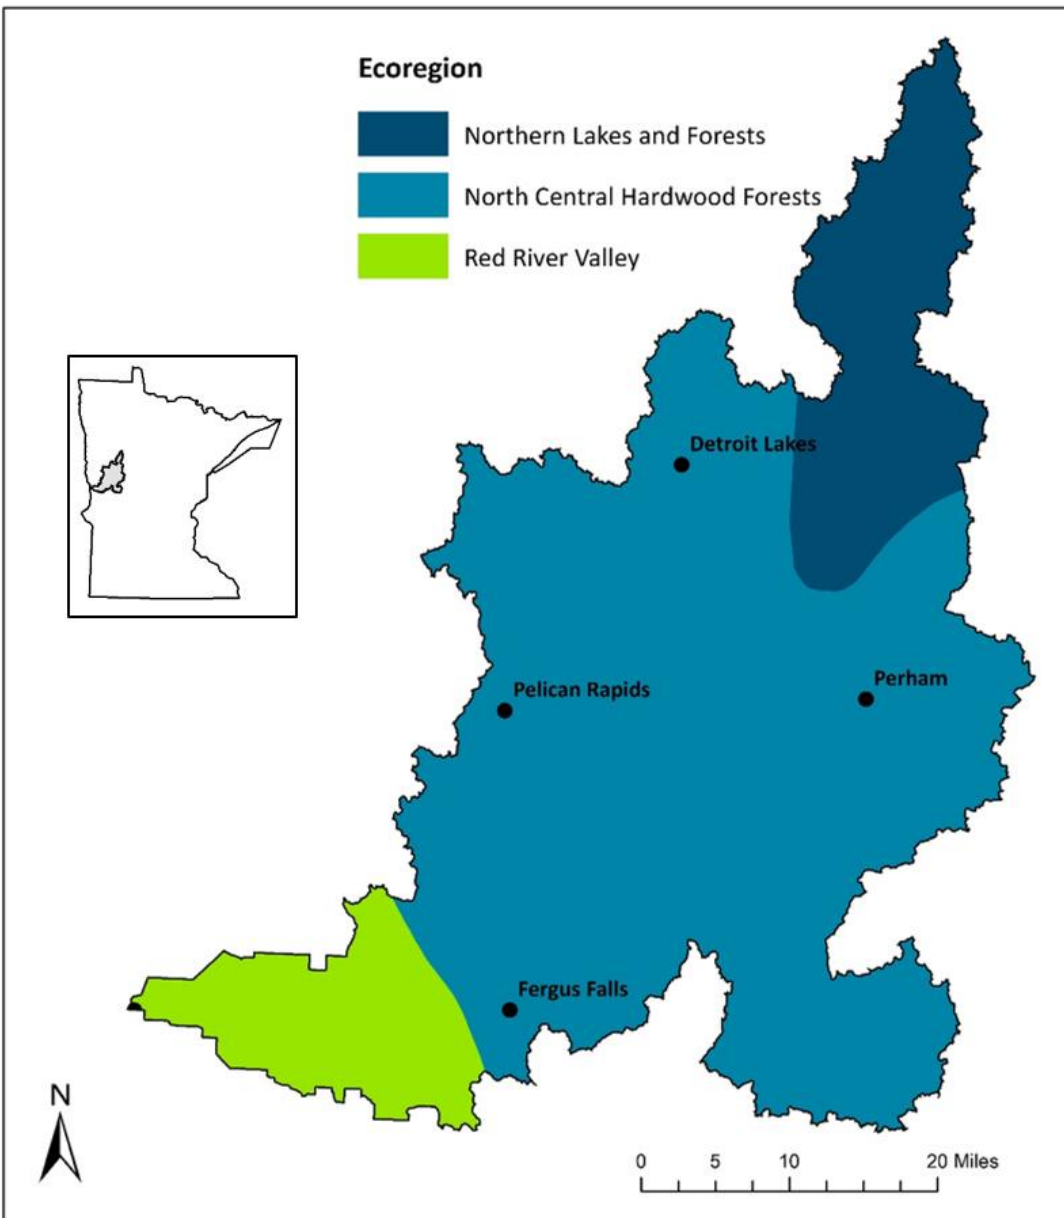 Ecoregion
Northern Lakes and Forests
North Central Hardwood Forests
Red River Valley
Detroit Lakes
Pelican Rapids
Perham
Fergus Falls
N
0 5 10 20 Miles